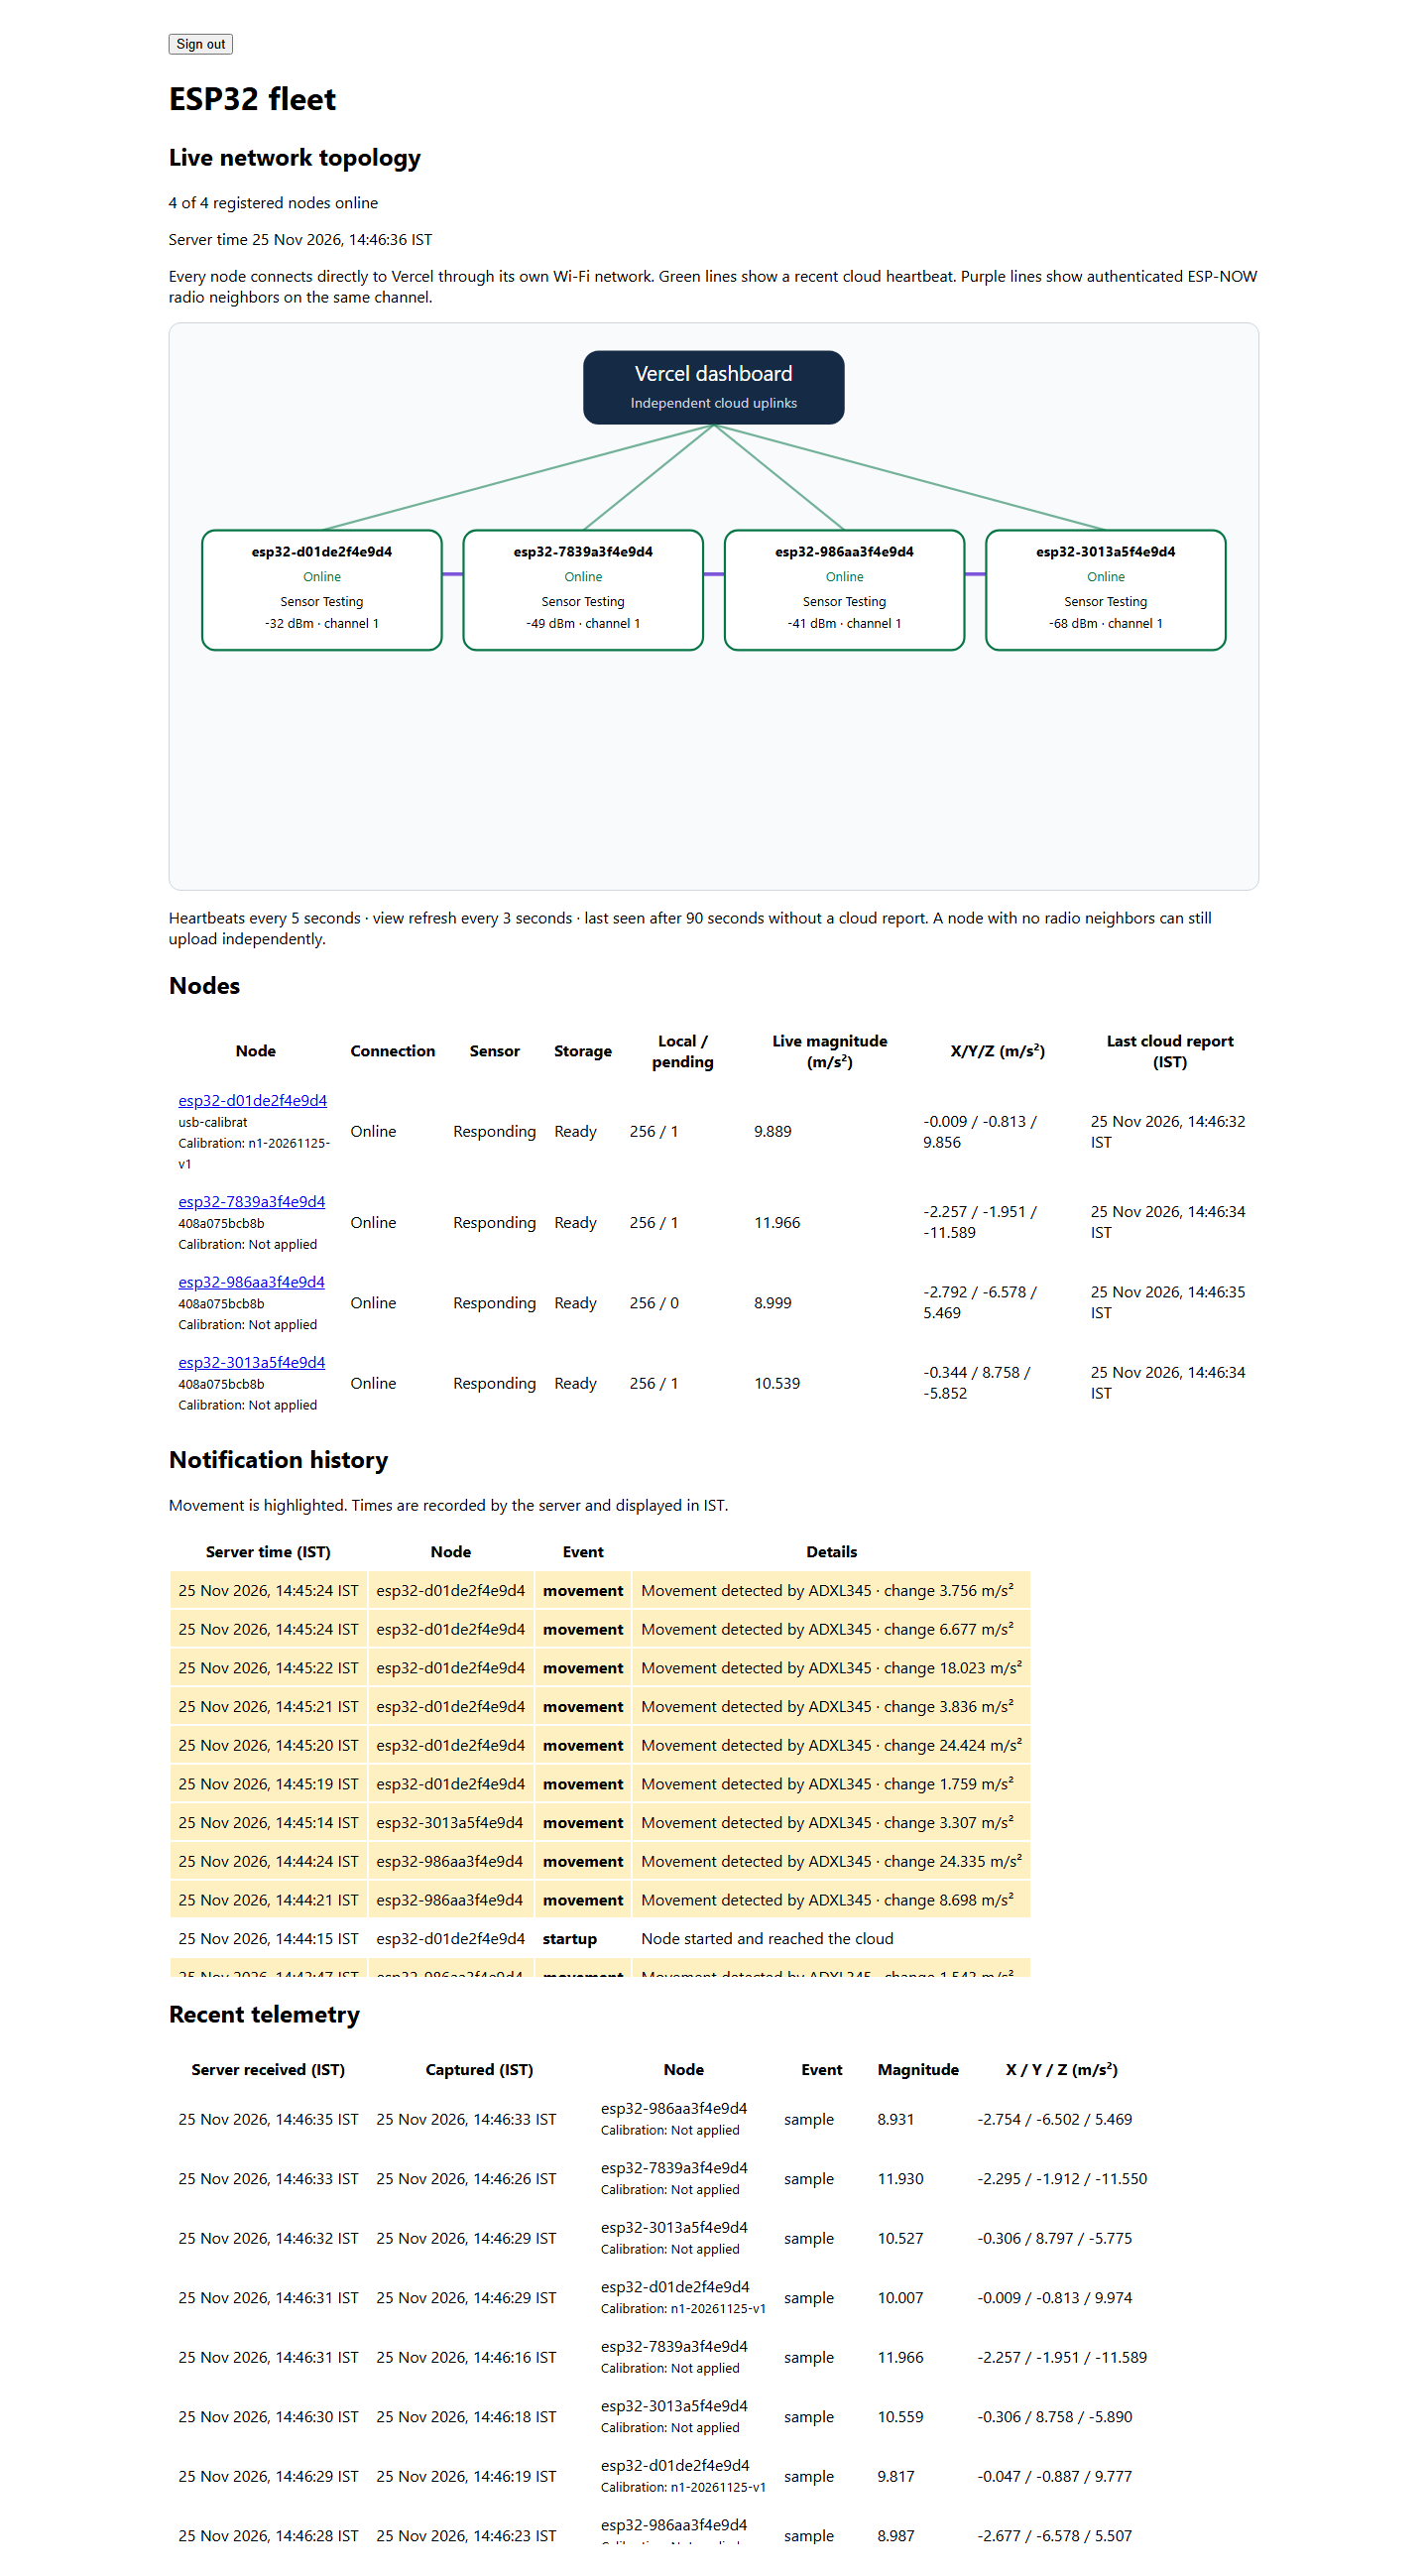 Sign out
ESP32 fleet
Live network topology
4 of 4 registered nodes online
Server time 25 Nov 2026, 14:46:36 IST
Every node connects directly to Vercel through its own Wi-Fi network. Green lines show a recent cloud heartbeat. Purple lines show authenticated ESP-NOW
radio neighbors on the same channel.
Vercel dashboard
Independent cloud uplinks
esp32-d01de2f4e9d4
Online
Sensor Testing
-32 dBm · channel 1
esp32-7839a3f4e9d4
Online
Sensor Testing
-49 dBm · channel 1
esp32-986aa3f4e9d4
Online
Sensor Testing
-41 dBm · channel 1
esp32-3013a5f4e9d4
Online
Sensor Testing
-68 dBm · channel 1
Heartbeats every 5 seconds · view refresh every 3 seconds · last seen after 90 seconds without a cloud report. A node with no radio neighbors can still
upload independently.
Nodes
Node Connection Sensor Storage Local / pending Live magnitude (m/s²) X/Y/Z (m/s²) Last cloud report (IST)
esp32-d01de2f4e9d4
usb-calibrat
Calibration: n1-20261125-
v1
Online Responding Ready 256 / 1 9.889 -0.009 / -0.813 / 9.856 25 Nov 2026, 14:46:32 IST
esp32-7839a3f4e9d4
408a075bcb8b
Calibration: Not applied
Online Responding Ready 256 / 1 11.966 -2.257 / -1.951 / -11.589 25 Nov 2026, 14:46:34 IST
esp32-986aa3f4e9d4
408a075bcb8b
Calibration: Not applied
Online Responding Ready 256 / 0 8.999 -2.792 / -6.578 / 5.469 25 Nov 2026, 14:46:35 IST
esp32-3013a5f4e9d4
408a075bcb8b
Calibration: Not applied
Online Responding Ready 256 / 1 10.539 -0.344 / 8.758 / -5.852 25 Nov 2026, 14:46:34 IST
Notification history
Movement is highlighted. Times are recorded by the server and displayed in IST.
Server time (IST) Node Event Details
25 Nov 2026, 14:45:24 IST esp32-d01de2f4e9d4 movement Movement detected by ADXL345 · change 3.756 m/s²
25 Nov 2026, 14:45:24 IST esp32-d01de2f4e9d4 movement Movement detected by ADXL345 · change 6.677 m/s²
25 Nov 2026, 14:45:22 IST esp32-d01de2f4e9d4 movement Movement detected by ADXL345 · change 18.023 m/s²
25 Nov 2026, 14:45:21 IST esp32-d01de2f4e9d4 movement Movement detected by ADXL345 · change 3.836 m/s²
25 Nov 2026, 14:45:20 IST esp32-d01de2f4e9d4 movement Movement detected by ADXL345 · change 24.424 m/s²
25 Nov 2026, 14:45:19 IST esp32-d01de2f4e9d4 movement Movement detected by ADXL345 · change 1.759 m/s²
25 Nov 2026, 14:45:14 IST esp32-3013a5f4e9d4 movement Movement detected by ADXL345 · change 3.307 m/s²
25 Nov 2026, 14:44:24 IST esp32-986aa3f4e9d4 movement Movement detected by ADXL345 · change 24.335 m/s²
25 Nov 2026, 14:44:21 IST esp32-986aa3f4e9d4 movement Movement detected by ADXL345 · change 8.698 m/s²
25 Nov 2026, 14:44:15 IST esp32-d01de2f4e9d4 startup Node started and reached the cloud
Recent telemetry
Server received (IST) Captured (IST) Node Event Magnitude X / Y / Z (m/s²)
25 Nov 2026, 14:46:35 IST 25 Nov 2026, 14:46:33 IST esp32-986aa3f4e9d4 sample 8.931 -2.754 / -6.502 / 5.469
Calibration: Not applied
25 Nov 2026, 14:46:33 IST 25 Nov 2026, 14:46:26 IST esp32-7839a3f4e9d4 sample 11.930 -2.295 / -1.912 / -11.550
Calibration: Not applied
25 Nov 2026, 14:46:32 IST 25 Nov 2026, 14:46:29 IST esp32-3013a5f4e9d4 sample 10.527 -0.306 / 8.797 / -5.775
Calibration: Not applied
25 Nov 2026, 14:46:31 IST 25 Nov 2026, 14:46:29 IST esp32-d01de2f4e9d4 sample 10.007 -0.009 / -0.813 / 9.974
Calibration: n1-20261125-v1
25 Nov 2026, 14:46:31 IST 25 Nov 2026, 14:46:16 IST esp32-7839a3f4e9d4 sample 11.966 -2.257 / -1.951 / -11.589
Calibration: Not applied
25 Nov 2026, 14:46:30 IST 25 Nov 2026, 14:46:18 IST esp32-3013a5f4e9d4 sample 10.559 -0.306 / 8.758 / -5.890
Calibration: Not applied
25 Nov 2026, 14:46:29 IST 25 Nov 2026, 14:46:19 IST esp32-d01de2f4e9d4 sample 9.817 -0.047 / -0.887 / 9.777
Calibration: n1-20261125-v1
25 Nov 2026, 14:46:28 IST 25 Nov 2026, 14:46:23 IST esp32-986aa3f4e9d4 sample 8.987 -2.677 / -6.578 / 5.507